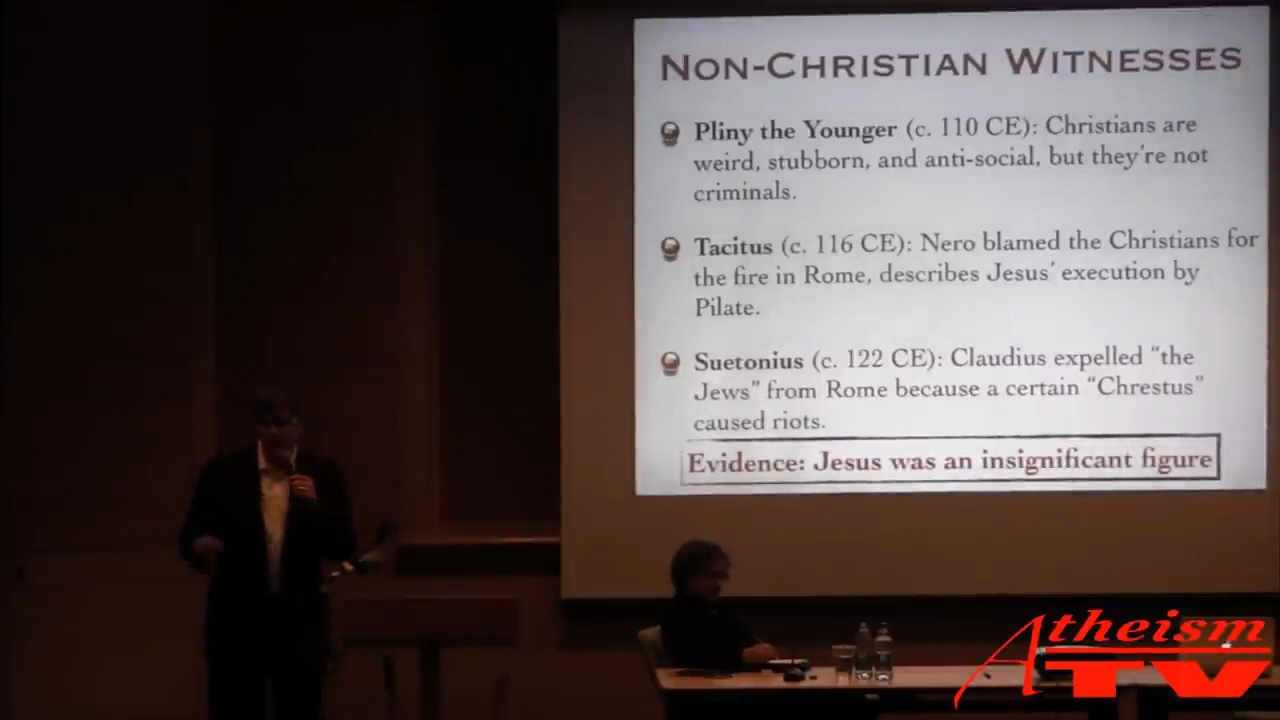 NON-CHRISTIAN WITNESSES
Pliny the Younger (c. 110 CE): Christians are
weird, stubborn, and anti-social, but they're not
criminals.
Tacitus (c. 116 CE): Nero blamed the Christians for
the fire in Rome, describes Jesus' execution by
Pilate.
Suetonius (c. 122 CE): Claudius expelled "the
Jews" from Rome because a certain "Chrestus"
caused riots.
Evidence: Jesus was an insignificant figure
Atheism
TV